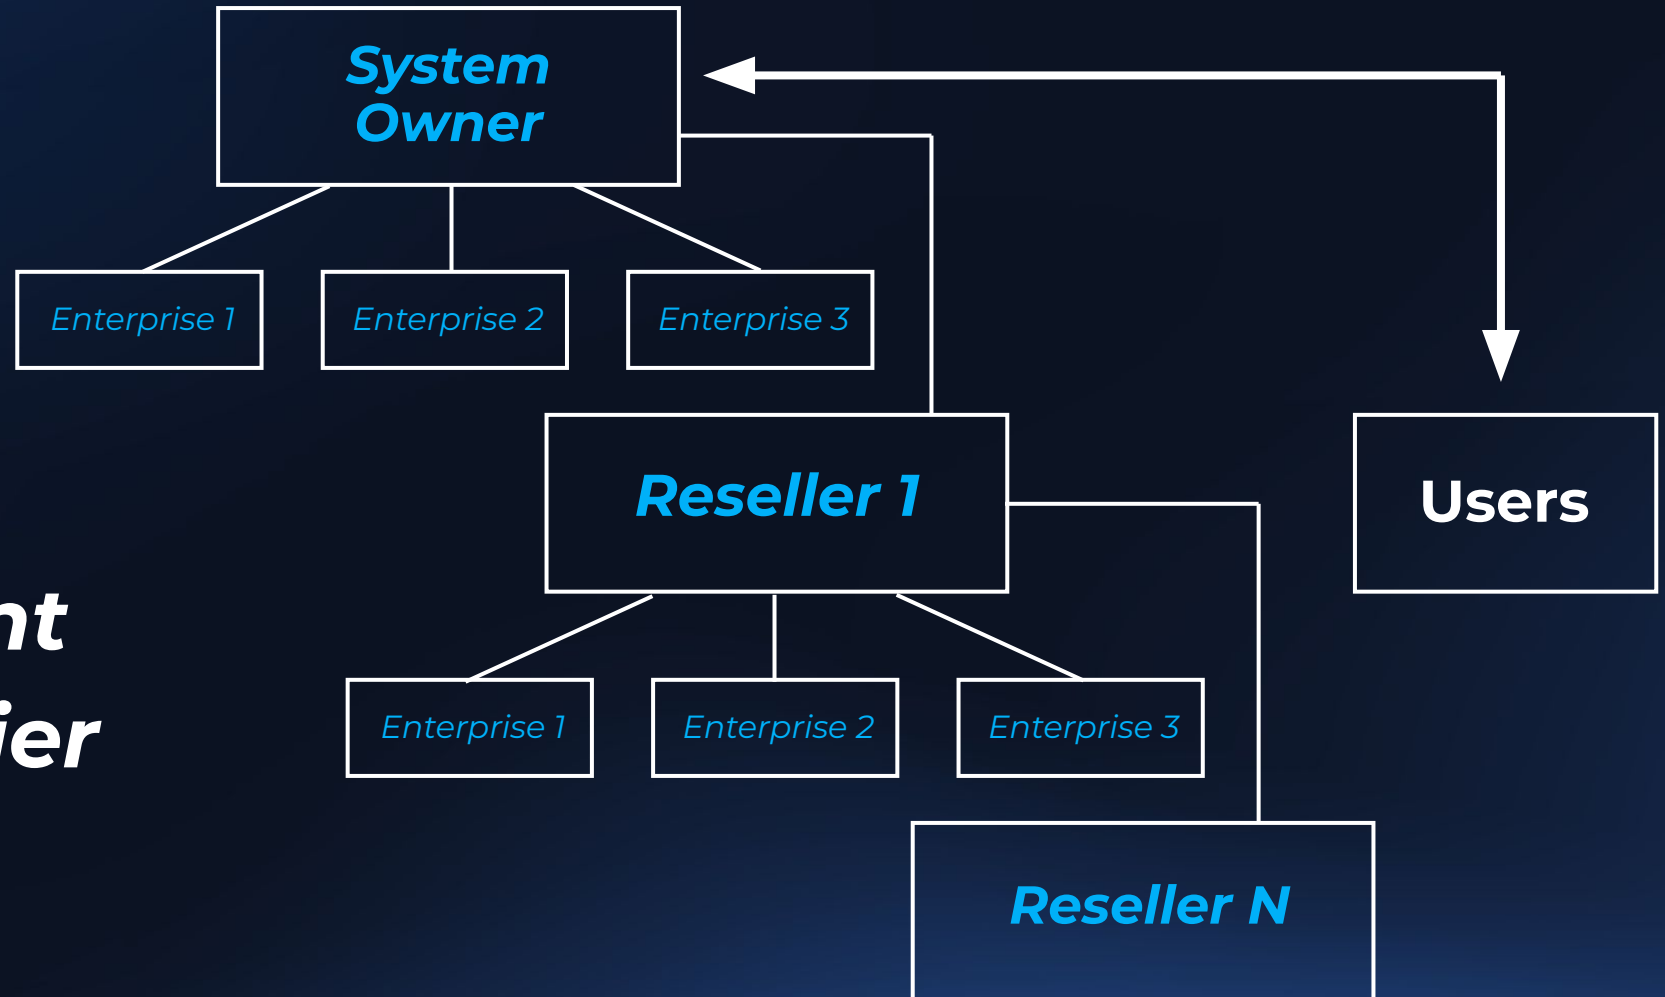 System
Owner
Enterprise 1
Enterprise 2
Enterprise 3
Reseller 1
Users
Enterprise 1
Enterprise 2
Enterprise 3
Reseller N